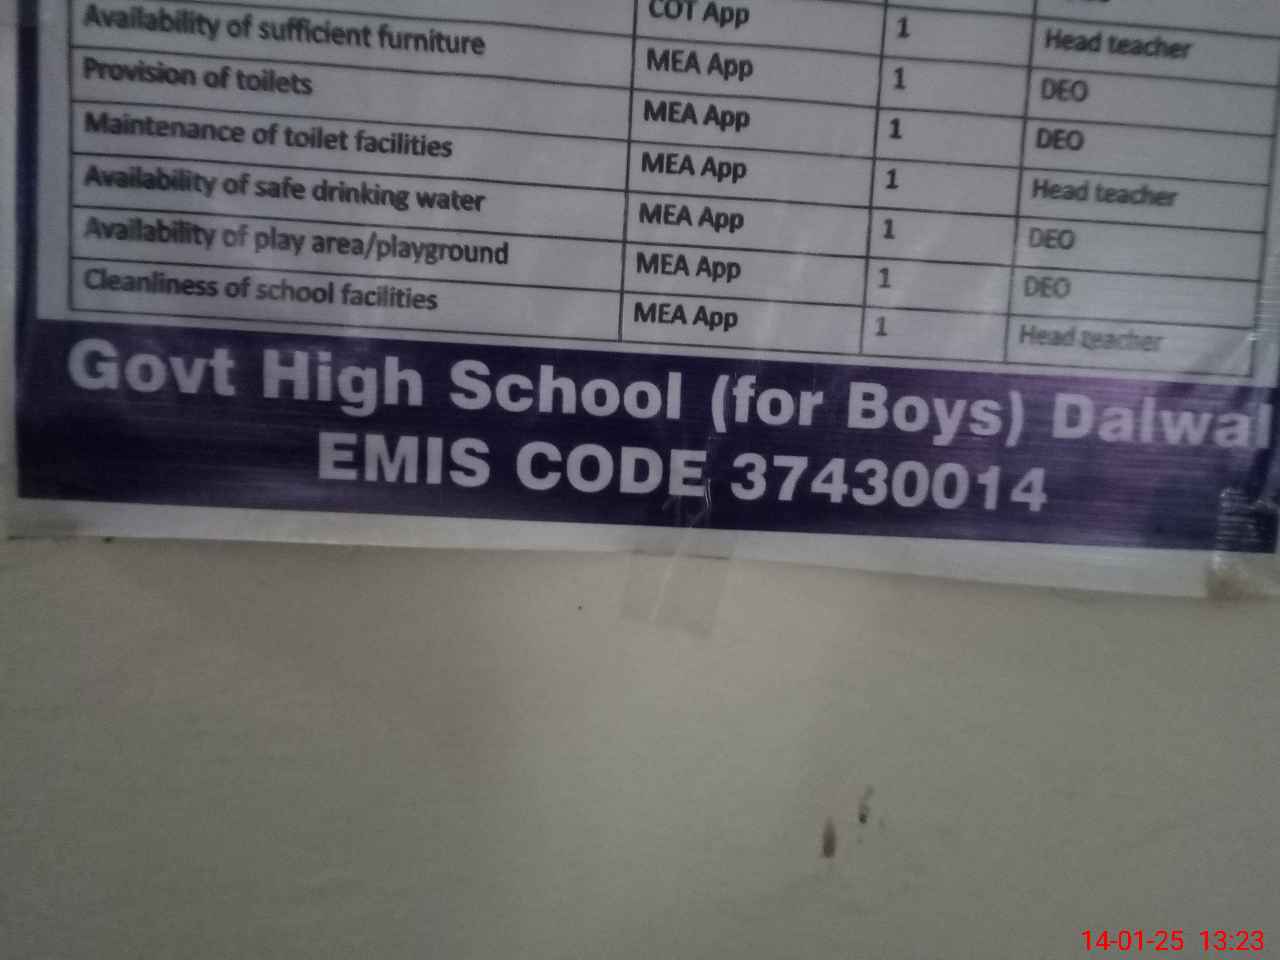 COT App 1 Head teacher
Availability of sufficient furniture MEA App 1 DEO
Provision of toilets MEA App 1 DEO
Maintenance of toilet facilities MEA App 1 Head teacher
Availability of safe drinking water MEA App 1 DEO
Availability of play area/playground MEA App 1 DEO
Cleanliness of school facilities MEA App 1 Head teacher
Govt High School (for Boys) Dalwal
EMIS CODE 37430014
14-01-25 13:23